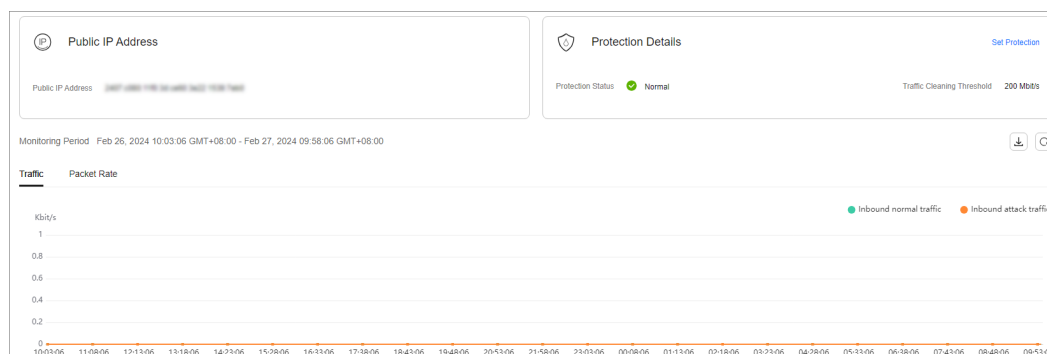 IP Public IP Address
Protection Details
Set Protection
Public IP Address
Protection Status Normal
Traffic Cleaning Threshold 200 Mbit/s
Monitoring Period Feb 26, 2024 10:03:06 GMT+08:00 - Feb 27, 2024 09:58:06 GMT+08:00
Traffic Packet Rate
Inbound normal traffic Inbound attack traffic
Kbit/s
1
0.8
0.6
0.4
0.2
0
10:03:06 11:08:06 12:13:06 13:18:06 14:23:06 15:28:06 16:33:06 17:38:06 18:43:06 19:48:06 20:53:06 21:58:06 23:03:06 00:08:06 01:13:06 02:18:06 03:23:06 04:28:06 05:33:06 06:38:06 07:43:06 08:48:06